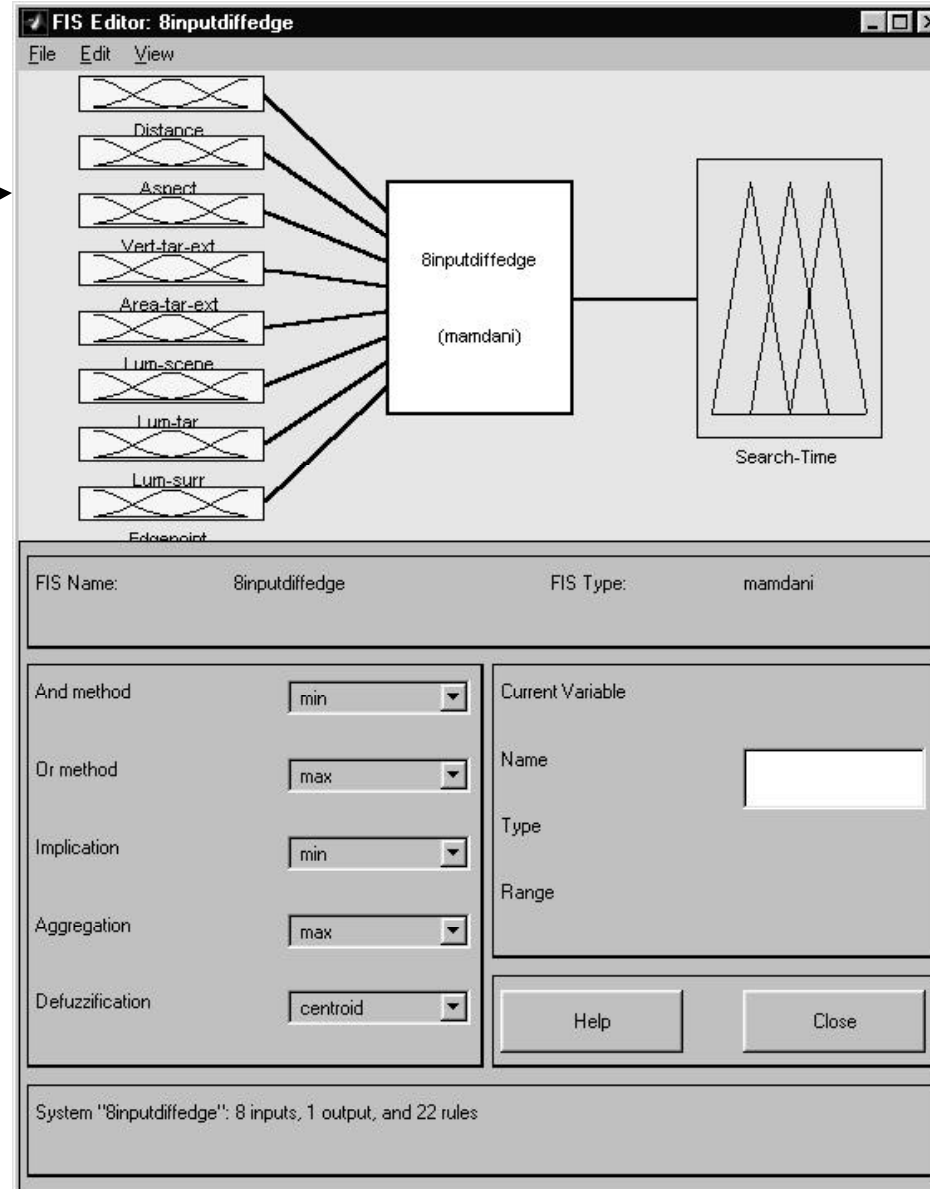 FIS Editor: 8inputdiffedge
File Edit View
Distance
Aspect
Vert-tar-ext
Area-tar-ext
Lum-scene
Lum-tar
Lum-surr
Edgepoint
8inputdiffedge
(mamdani)
Search-Time
FIS Name: 8inputdiffedge FIS Type: mamdani
And method min
Or method max
Implication min
Aggregation max
Defuzzification centroid
Current Variable
Name
Type
Range
Help Close
System "8inputdiffedge": 8 inputs, 1 output, and 22 rules